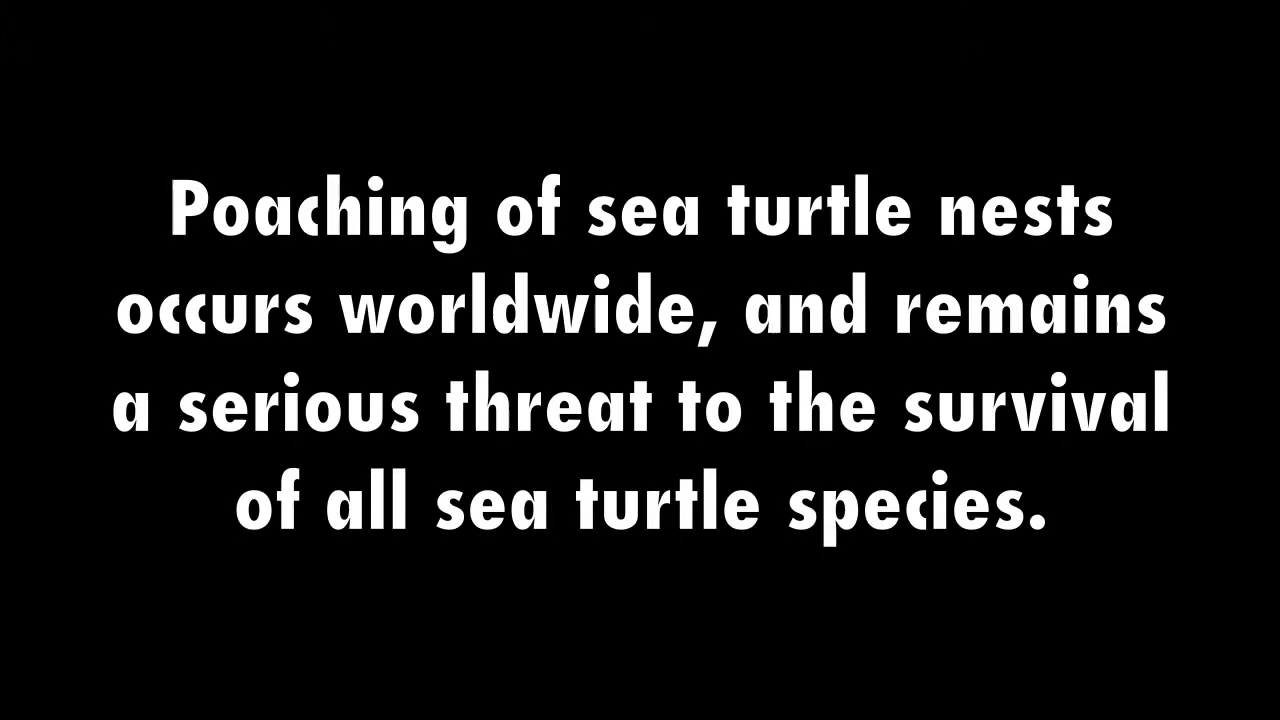 Poaching of sea turtle nests
occurs worldwide, and remains
a serious threat to the survival
of all sea turtle species.